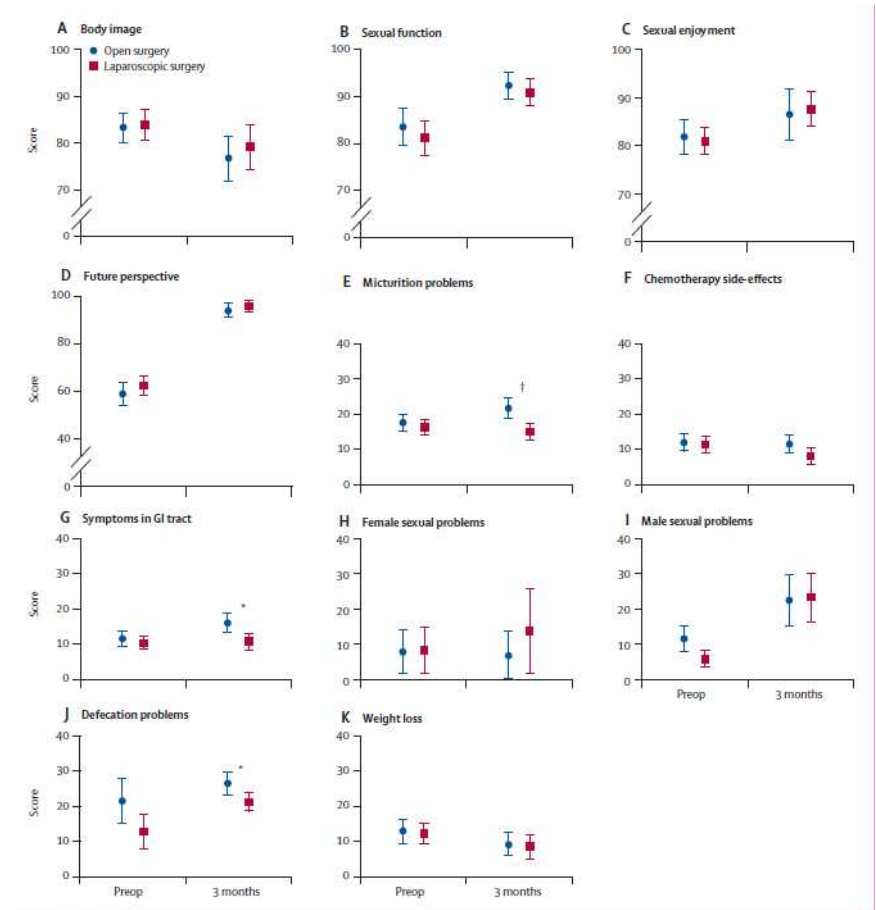 A Body image
B Sexual function
C Sexual enjoyment
100
90
80
70
0
Score
Open surgery
Laparoscopic surgery
100
90
80
70
0
100
90
80
70
0
D Future perspective
E Micturition problems
F Chemotherapy side-effects
100
80
60
40
0
Score
40
30
20
10
0
†
40
30
20
10
0
G Symptoms in GI tract
H Female sexual problems
I Male sexual problems
40
30
20
10
0
Score
*
40
30
20
10
0
40
30
20
10
0
Preop 3 months
J Defecation problems
K Weight loss
40
30
20
10
0
Score
*
Preop 3 months
40
30
20
10
0
Preop 3 months